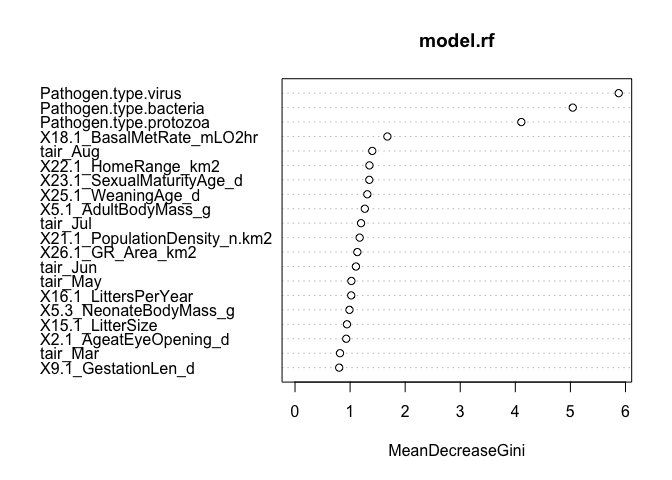 model.rf
Pathogen.type.virus
Pathogen.type.bacteria
Pathogen.type.protozoa
X18.1_BasalMetRate_mLO2hr
tair_Aug
X22.1_HomeRange_km2
X23.1_SexualMaturityAge_d
X25.1_WeaningAge_d
X5.1_AdultBodyMass_g
tair_Jul
X21.1_PopulationDensity_n.km2
X26.1_GR_Area_km2
tair_Jun
tair_May
X16.1_LittersPerYear
X5.3_NeonateBodyMass_g
X15.1_LitterSize
X2.1_AgeatEyeOpening_d
tair_Mar
X9.1_GestationLen_d
0 1 2 3 4 5 6
MeanDecreaseGini